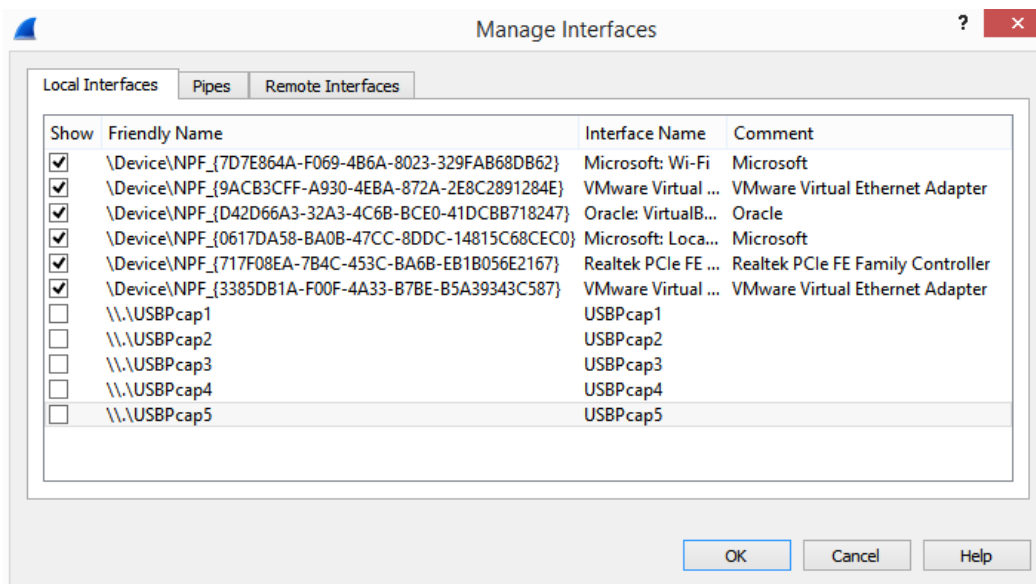 Manage Interfaces ? ×
Local Interfaces Pipes Remote Interfaces
Show Friendly Name Interface Name Comment
\Device\NPF_{7D7E864A-F069-4B6A-8023-329FAB68DB62} Microsoft: Wi-Fi Microsoft
\Device\NPF_{9ACB3CFF-A930-4EBA-872A-2E8C2891284E} VMware Virtual ... VMware Virtual Ethernet Adapter
\Device\NPF_{D42D66A3-32A3-4C6B-BCE0-41DCBB718247} Oracle: VirtualB... Oracle
\Device\NPF_{0617DA58-BA0B-47CC-8DDC-14815C68CEC0} Microsoft: Loca... Microsoft
\Device\NPF_{717F08EA-7B4C-453C-BA6B-EB1B056E2167} Realtek PCIe FE ... Realtek PCIe FE Family Controller
\Device\NPF_{3385DB1A-F00F-4A33-B7BE-B5A39343C587} VMware Virtual ... VMware Virtual Ethernet Adapter
\\.\USBPcap1 USBPcap1
\\.\USBPcap2 USBPcap2
\\.\USBPcap3 USBPcap3
\\.\USBPcap4 USBPcap4
\\.\USBPcap5 USBPcap5
OK Cancel Help